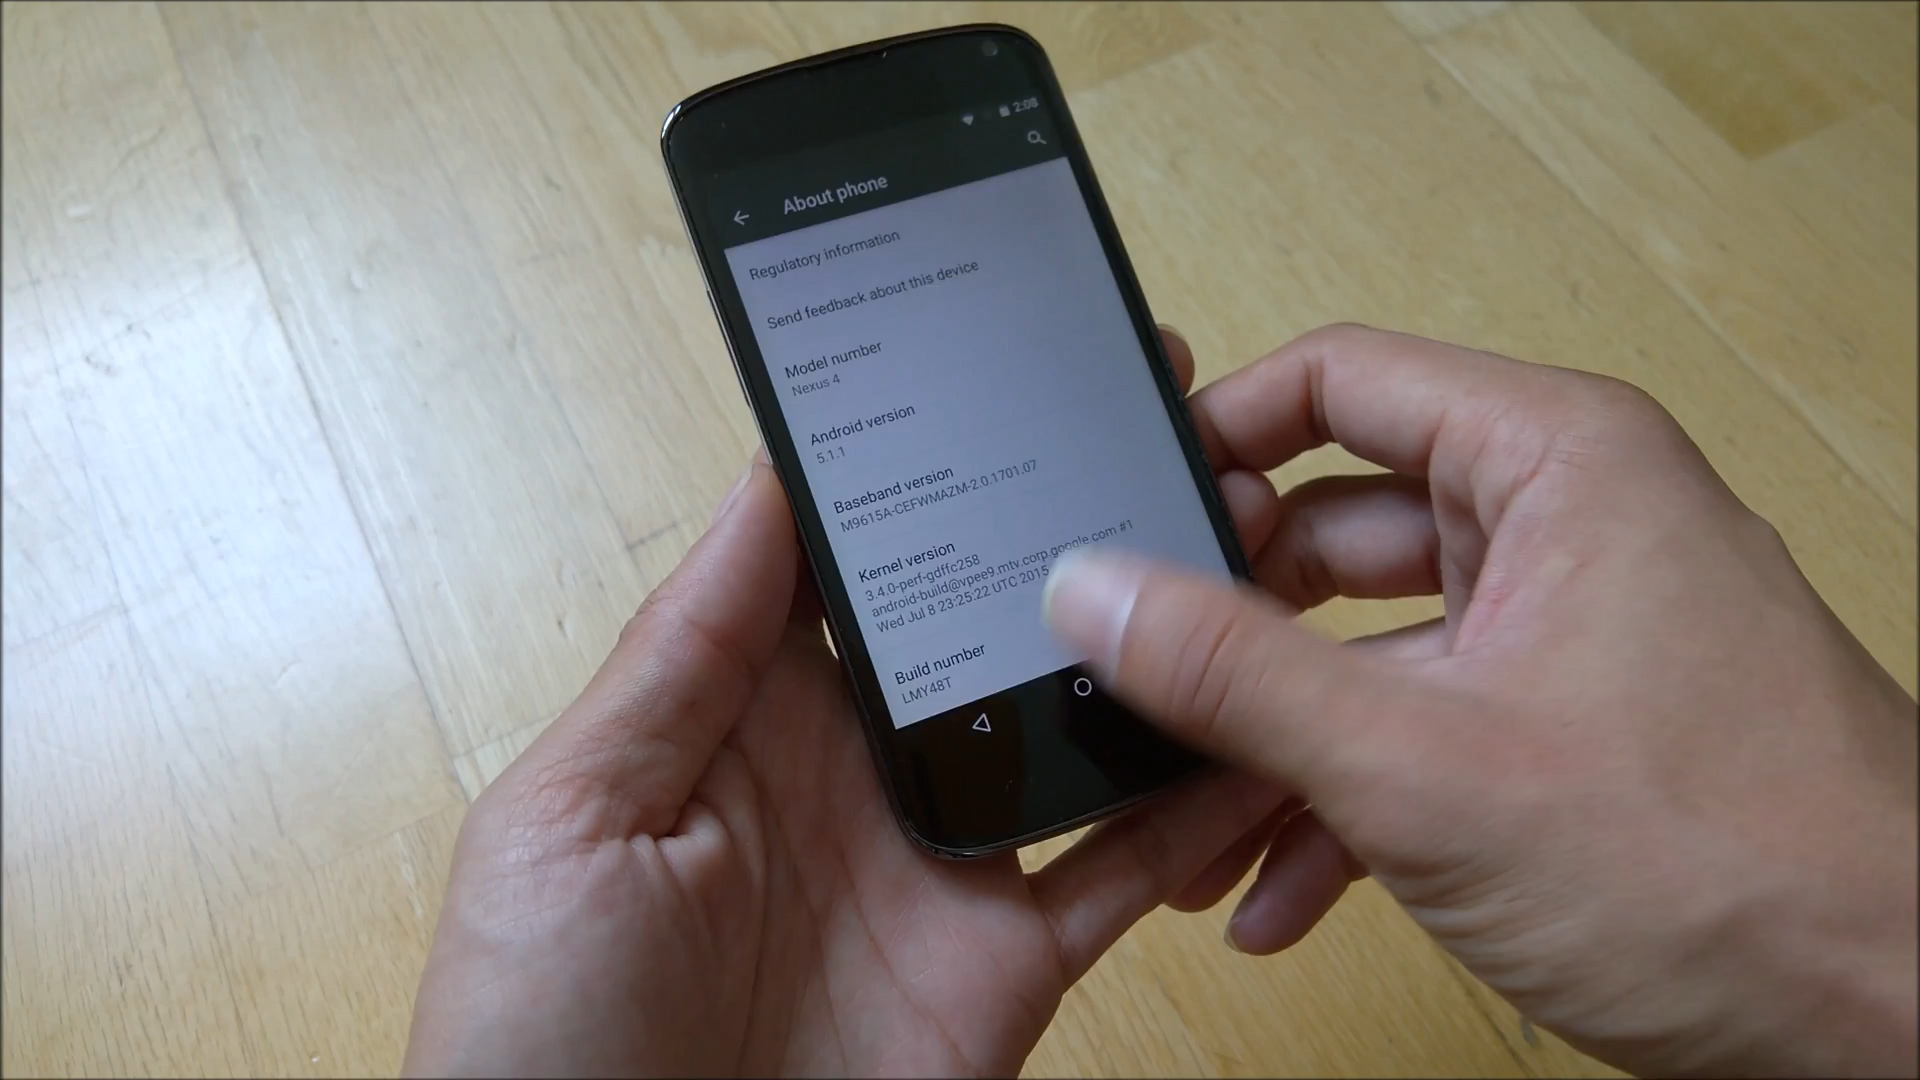 2:08
About phone
Regulatory information
Send feedback about this device
Model number
Nexus 4
Android version
5.1.1
Baseband version
M9615A-CEFWMAZM-2.0.1701.07
Kernel version
3.4.0-perf-gdffc258
android-build@vpee9.mtv.corp.google.com #1
Wed Jul 8 23:25:22 UTC 2015
Build number
LMY48T